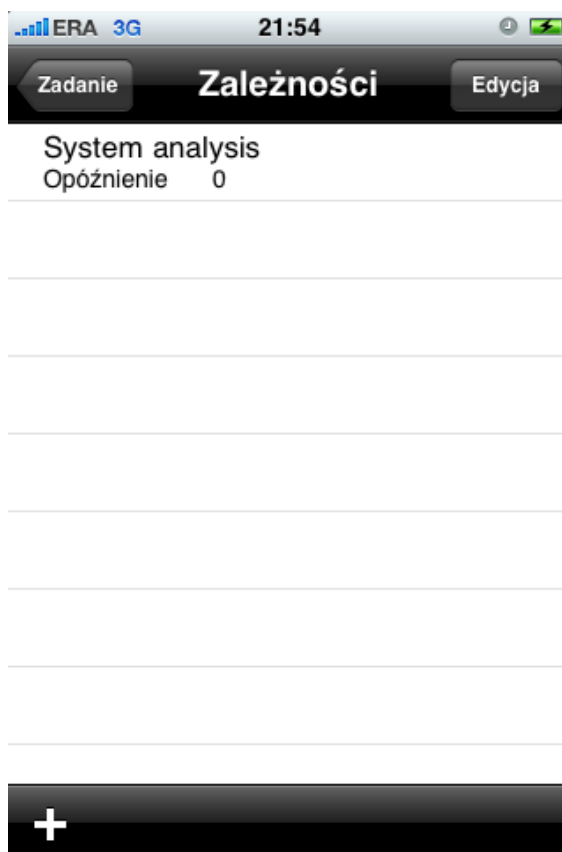 ERA 3G 21:54
Zadanie Zależności Edycja
System analysis
Opóźnienie 0
+